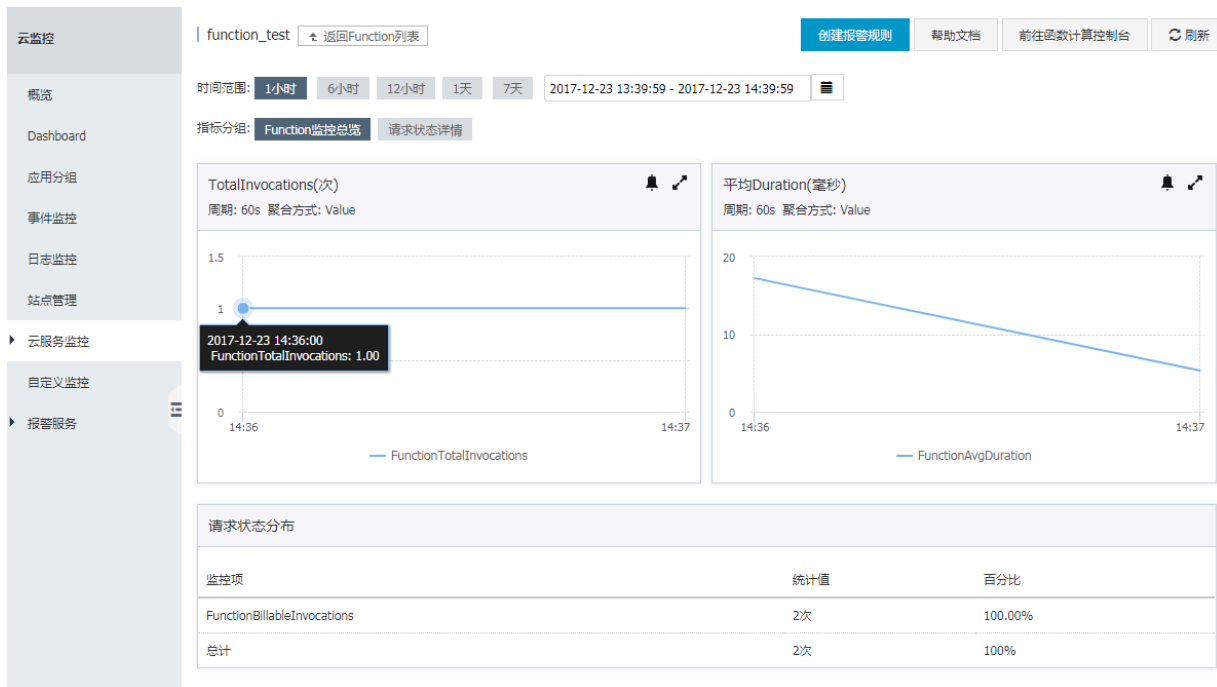 云监控
概览
Dashboard
应用分组
事件监控
日志监控
站点管理
云服务监控
自定义监控
报警服务
function_test 返回Function列表 创建报警规则 帮助文档 前往函数计算控制台 刷新
时间范围: 1小时 6小时 12小时 1天 7天 2017-12-23 13:39:59 - 2017-12-23 14:39:59
指标分组: Function监控总览 请求状态详情
TotalInvocations(次)
周期: 60s 聚合方式: Value
1.5
1
2017-12-23 14:36:00
FunctionTotalInvocations: 1.00
0
14:36 14:37
FunctionTotalInvocations
平均Duration(毫秒)
周期: 60s 聚合方式: Value
20
10
0
14:36 14:37
FunctionAvgDuration
请求状态分布
监控项 统计值 百分比
FunctionBillableInvocations 2次 100.00%
总计 2次 100%